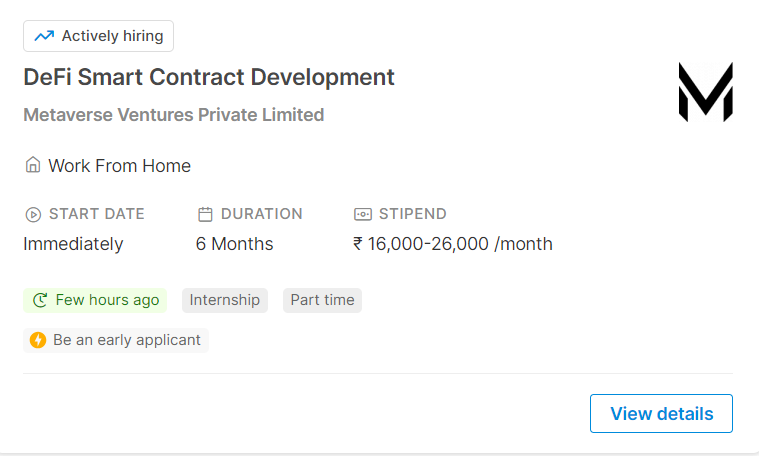 Actively hiring
DeFi Smart Contract Development
Metaverse Ventures Private Limited
Work From Home
START DATE DURATION STIPEND
Immediately 6 Months ₹ 16,000-26,000 /month
Few hours ago Internship Part time
Be an early applicant
View details